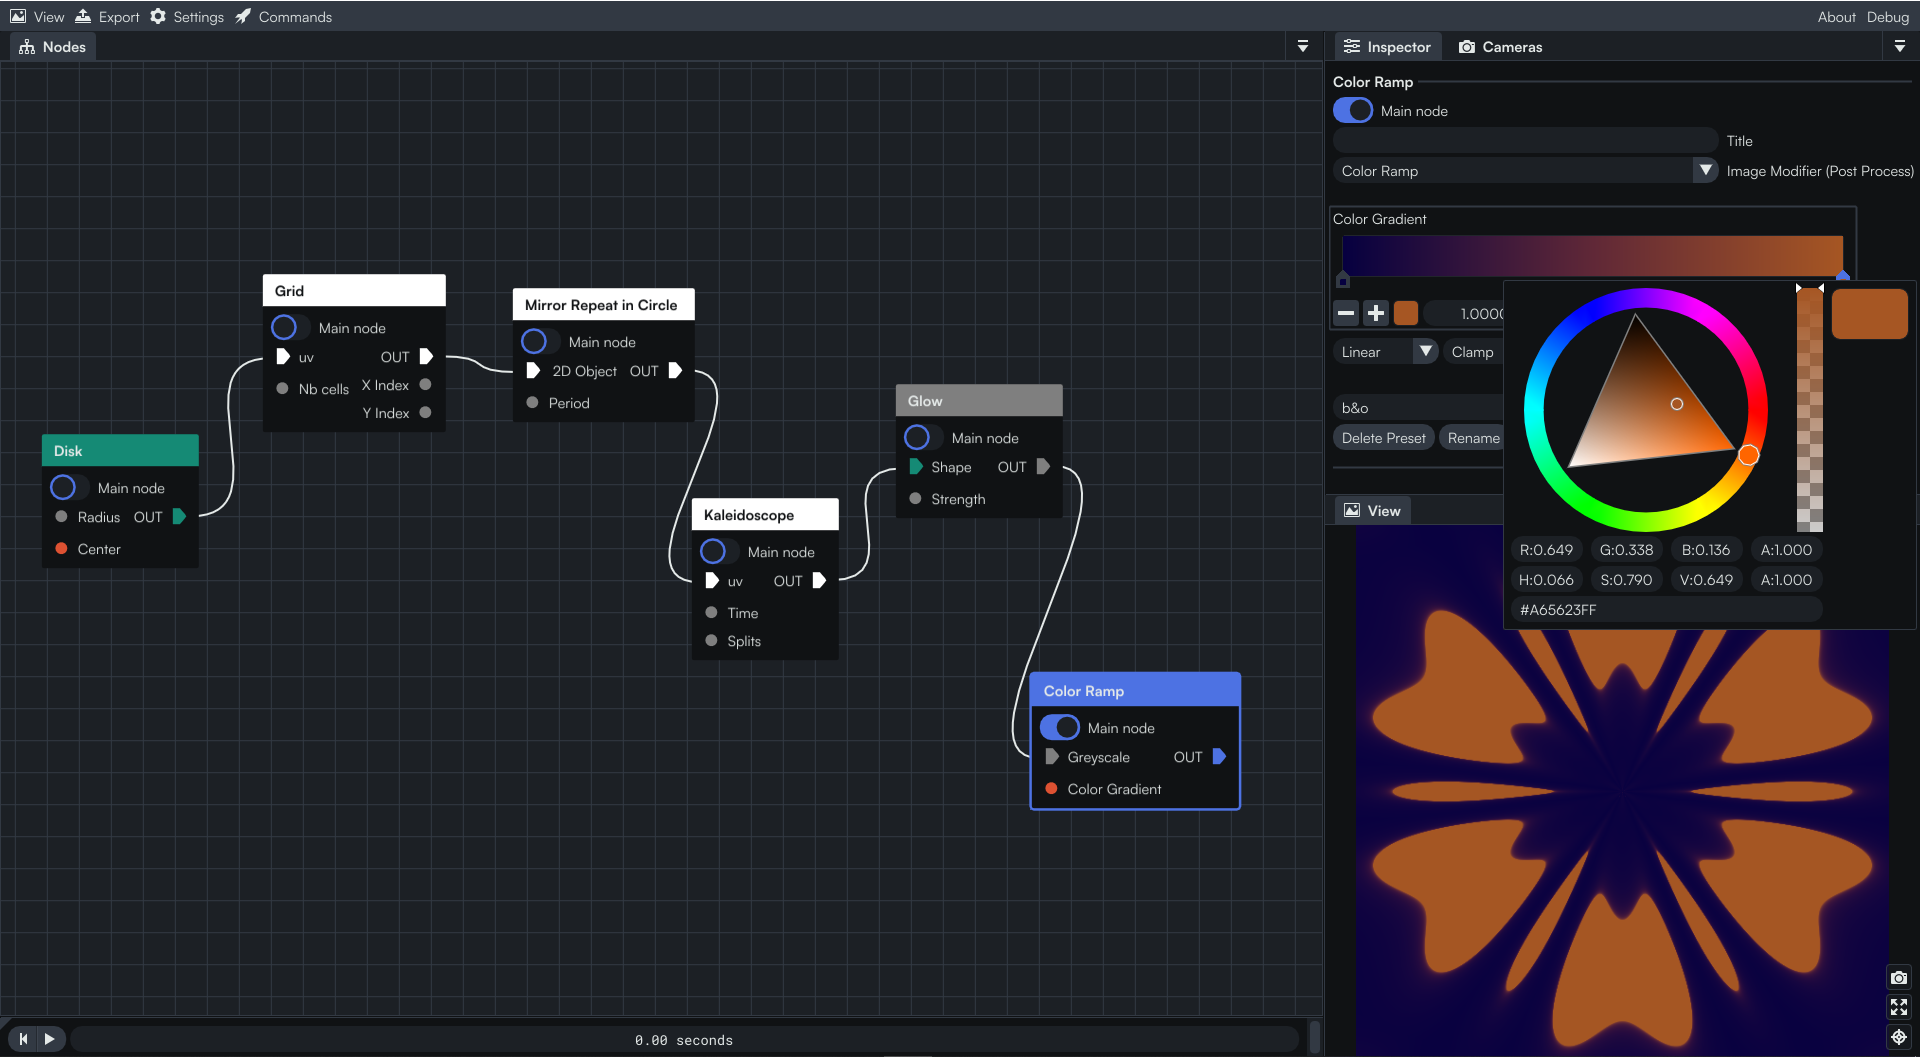 View Export Settings Commands About Debug
Nodes
Inspector Cameras
Color Ramp
Main node
Title
Color Ramp Image Modifier (Post Process)
Color Gradient
1.000
Linear Clamp
b&o
Delete Preset Rename
R:0.649 G:0.338 B:0.136 A:1.000
H:0.066 S:0.790 V:0.649 A:1.000
#A65623FF
View
Disk
Main node
Radius OUT
Center
Grid
Main node
uv OUT
Nb cells X Index
Y Index
Mirror Repeat in Circle
Main node
2D Object OUT
Period
Kaleidoscope
Main node
uv OUT
Time
Splits
Glow
Main node
Shape OUT
Strength
Color Ramp
Main node
Greyscale OUT
Color Gradient
0.00 seconds